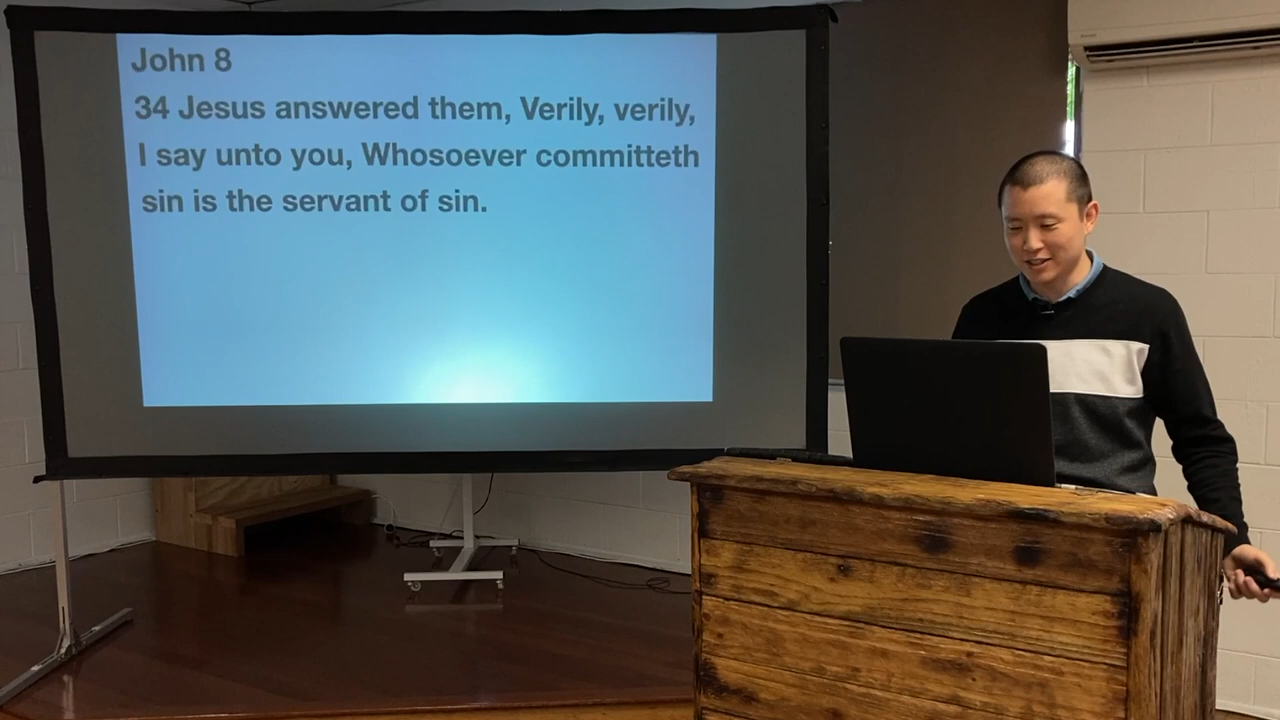 John 8
34 Jesus answered them, Verily, verily,
I say unto you, Whosoever committeth
sin is the servant of sin.